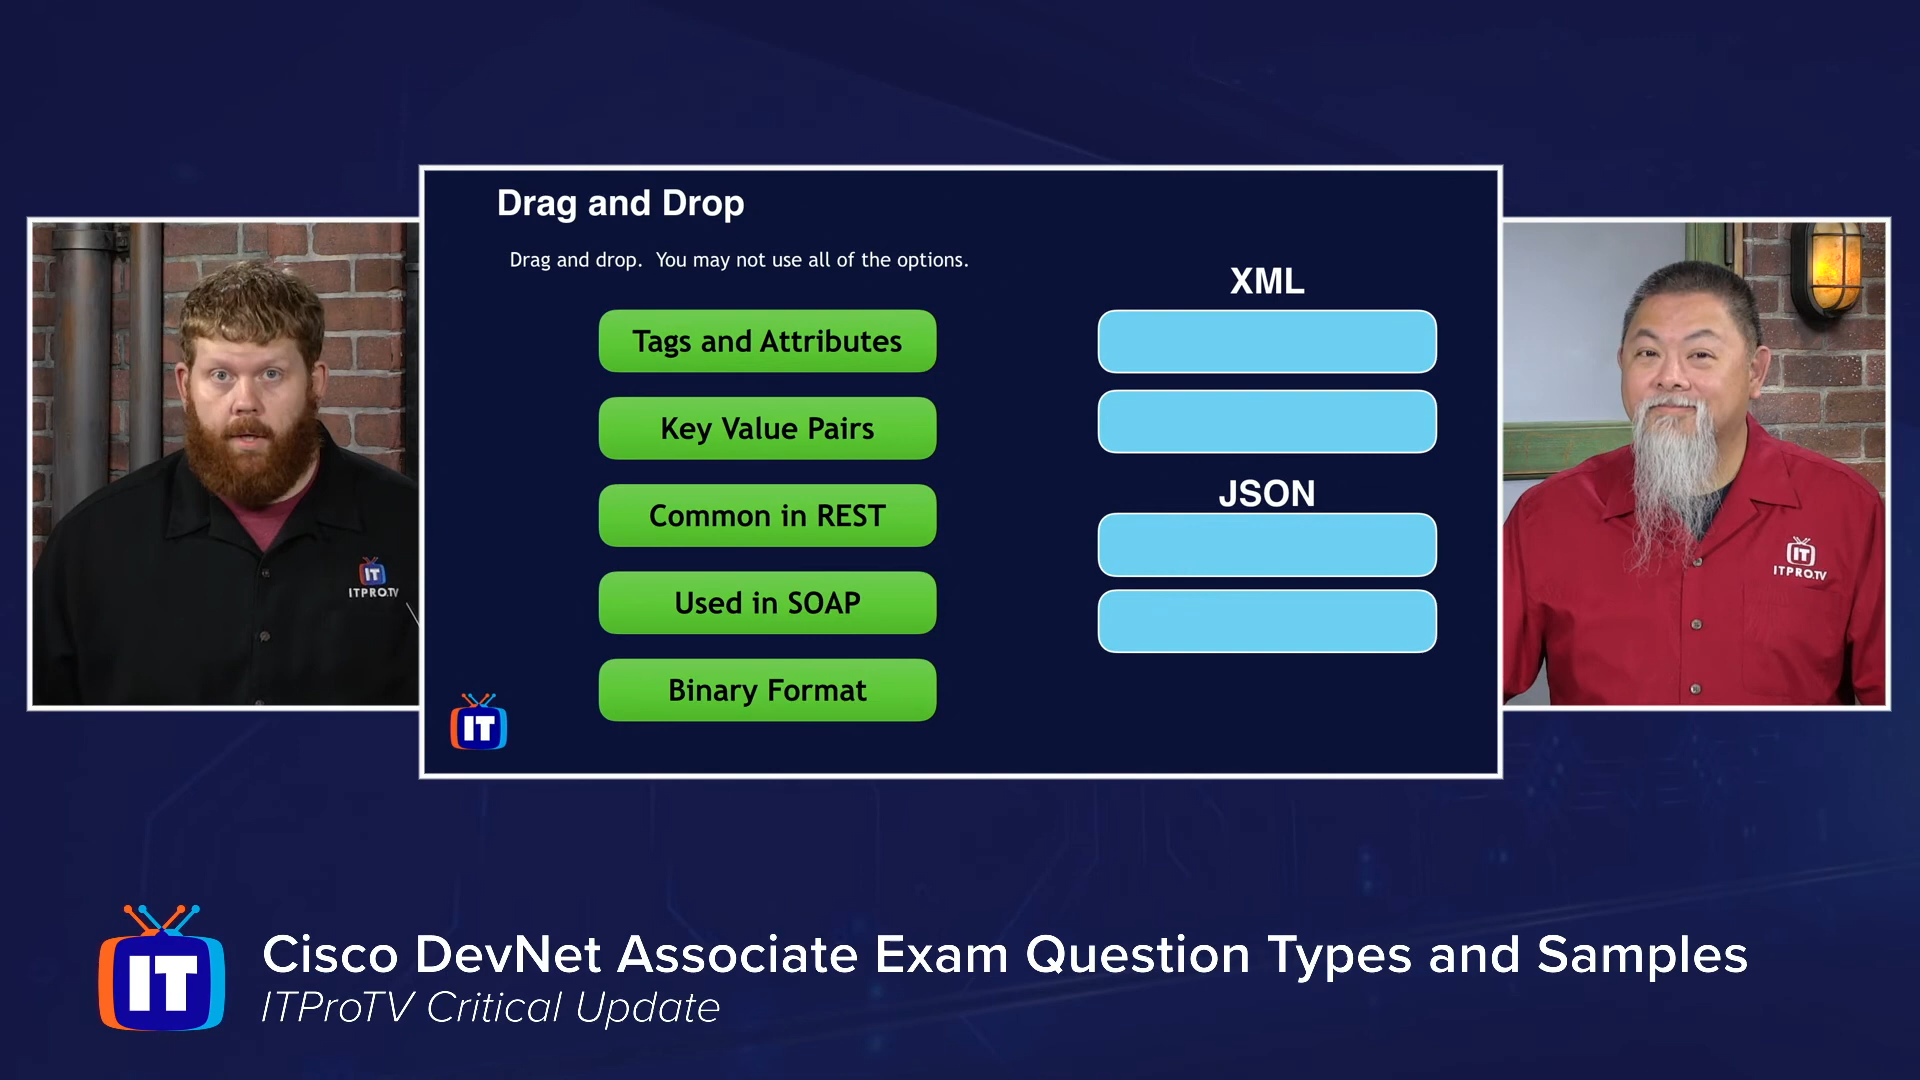 Drag and Drop
Drag and drop.  You may not use all of the options.
Tags and Attributes
Key Value Pairs
Common in REST
Used in SOAP
Binary Format
XML
JSON
IT
IT
ITPRO.TV
IT
ITPRO.TV
IT
Cisco DevNet Associate Exam Question Types and Samples
ITProTV Critical Update